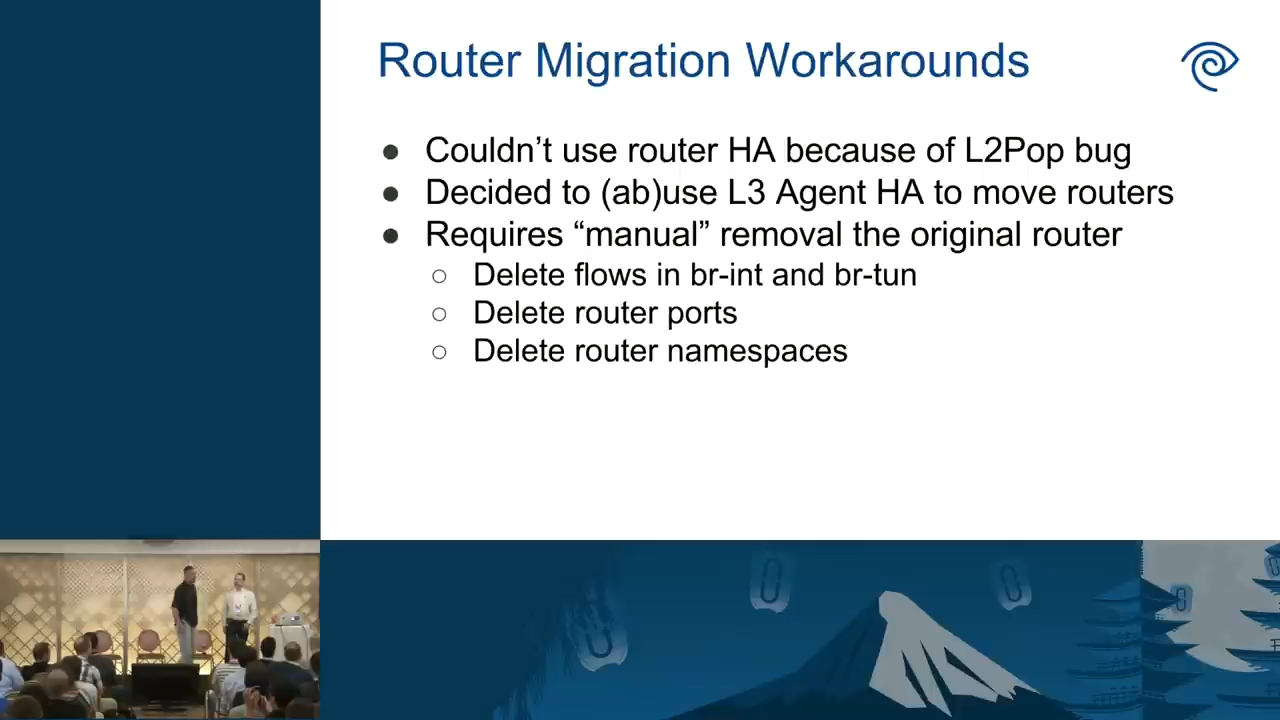 Router Migration Workarounds
● Couldn’t use router HA because of L2Pop bug
● Decided to (ab)use L3 Agent HA to move routers
● Requires “manual” removal the original router
○ Delete flows in br-int and br-tun
○ Delete router ports
○ Delete router namespaces